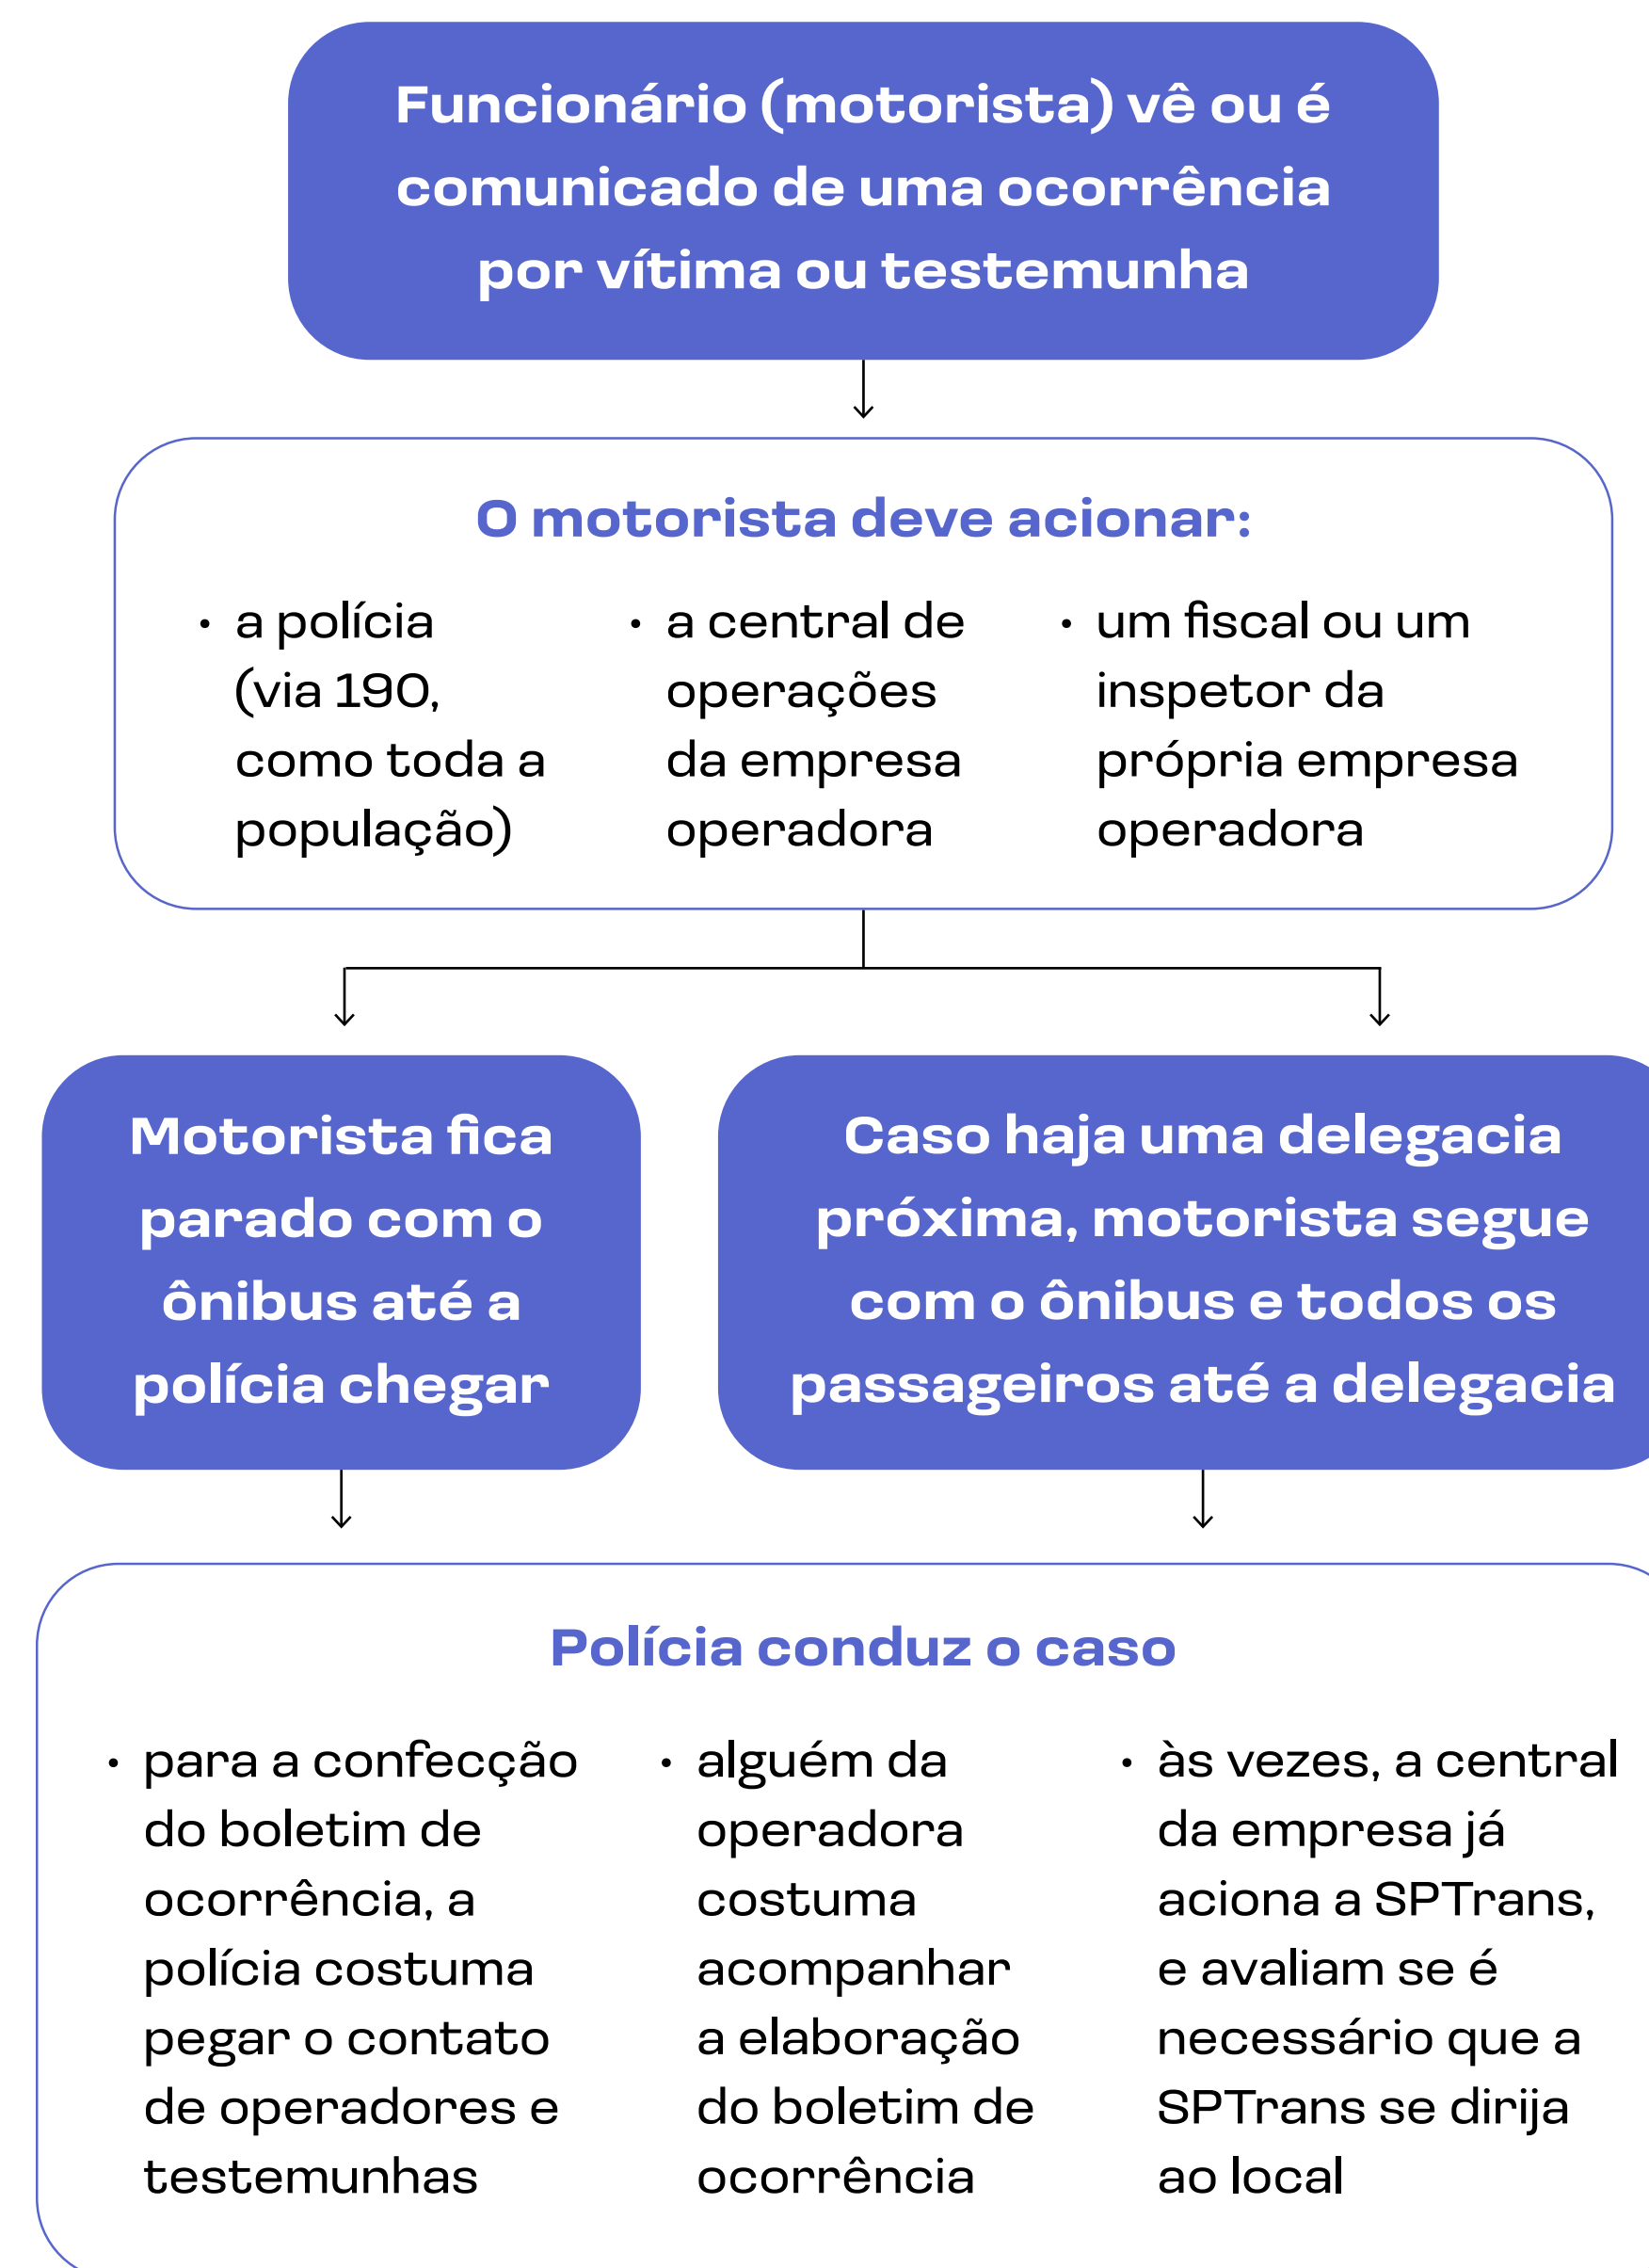 Funcionário (motorista) vê ou é
comunicado de uma ocorrência
por vítima ou testemunha
O motorista deve acionar:
• a polícia
(via 190,
como toda a
população)
• a central de
operações
da empresa
operadora
• um fiscal ou um
inspetor da
própria empresa
operadora
Motorista fica
parado com o
ônibus até a
polícia chegar
Caso haja uma delegacia
próxima, motorista segue
com o ônibus e todos os
passageiros até a delegacia
Polícia conduz o caso
• para a confecção
do boletim de
ocorrência, a
polícia costuma
pegar o contato
de operadores e
testemunhas
• alguém da
operadora
costuma
acompanhar
a elaboração
do boletim de
ocorrência
• às vezes, a central
da empresa já
aciona a SPTrans,
e avaliam se é
necessário que a
SPTrans se dirija
ao local